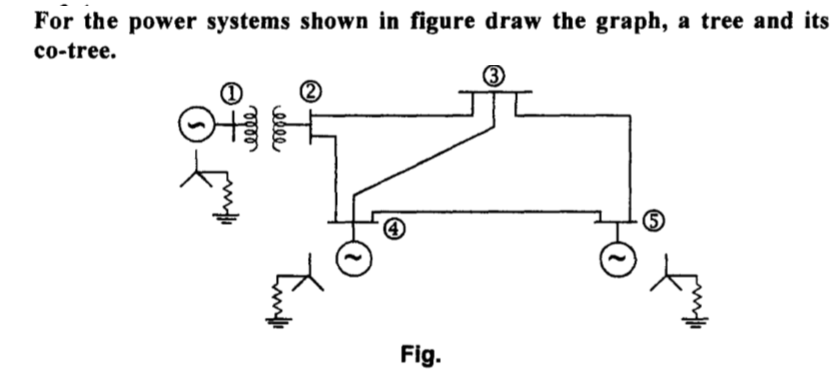 For the power systems shown in figure draw the graph, a tree and its
co-tree.
③
① ②
④ ⑤
Fig.